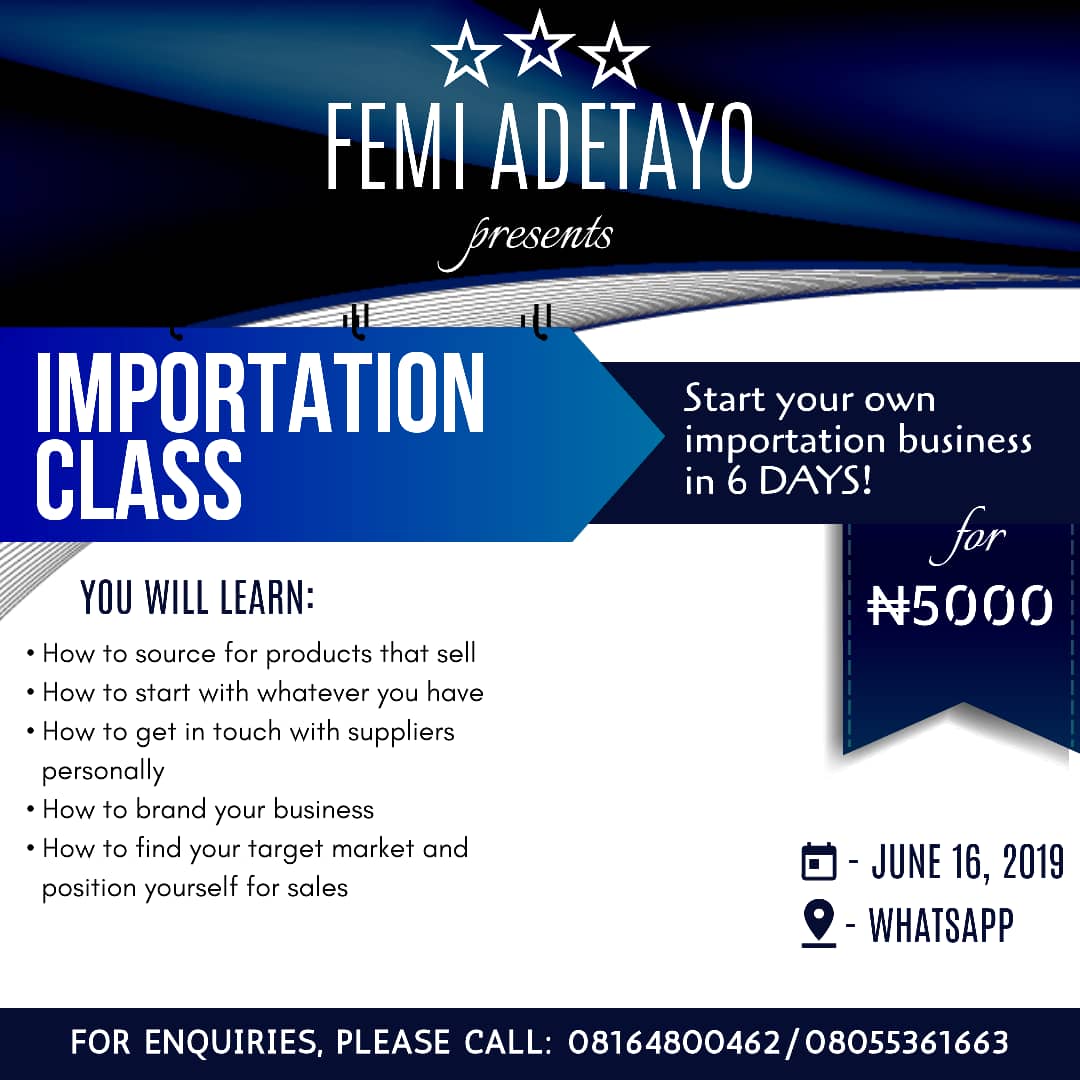 FEMI ADETAYO
presents
IMPORTATION
CLASS
Start your own
importation business
in 6 DAYS!
for
₦5000
YOU WILL LEARN:
• How to source for products that sell
• How to start with whatever you have
• How to get in touch with suppliers
personally
• How to brand your business
• How to find your target market and
position yourself for sales
- JUNE 16, 2019
- WHATSAPP
FOR ENQUIRIES, PLEASE CALL: 08164800462/08055361663